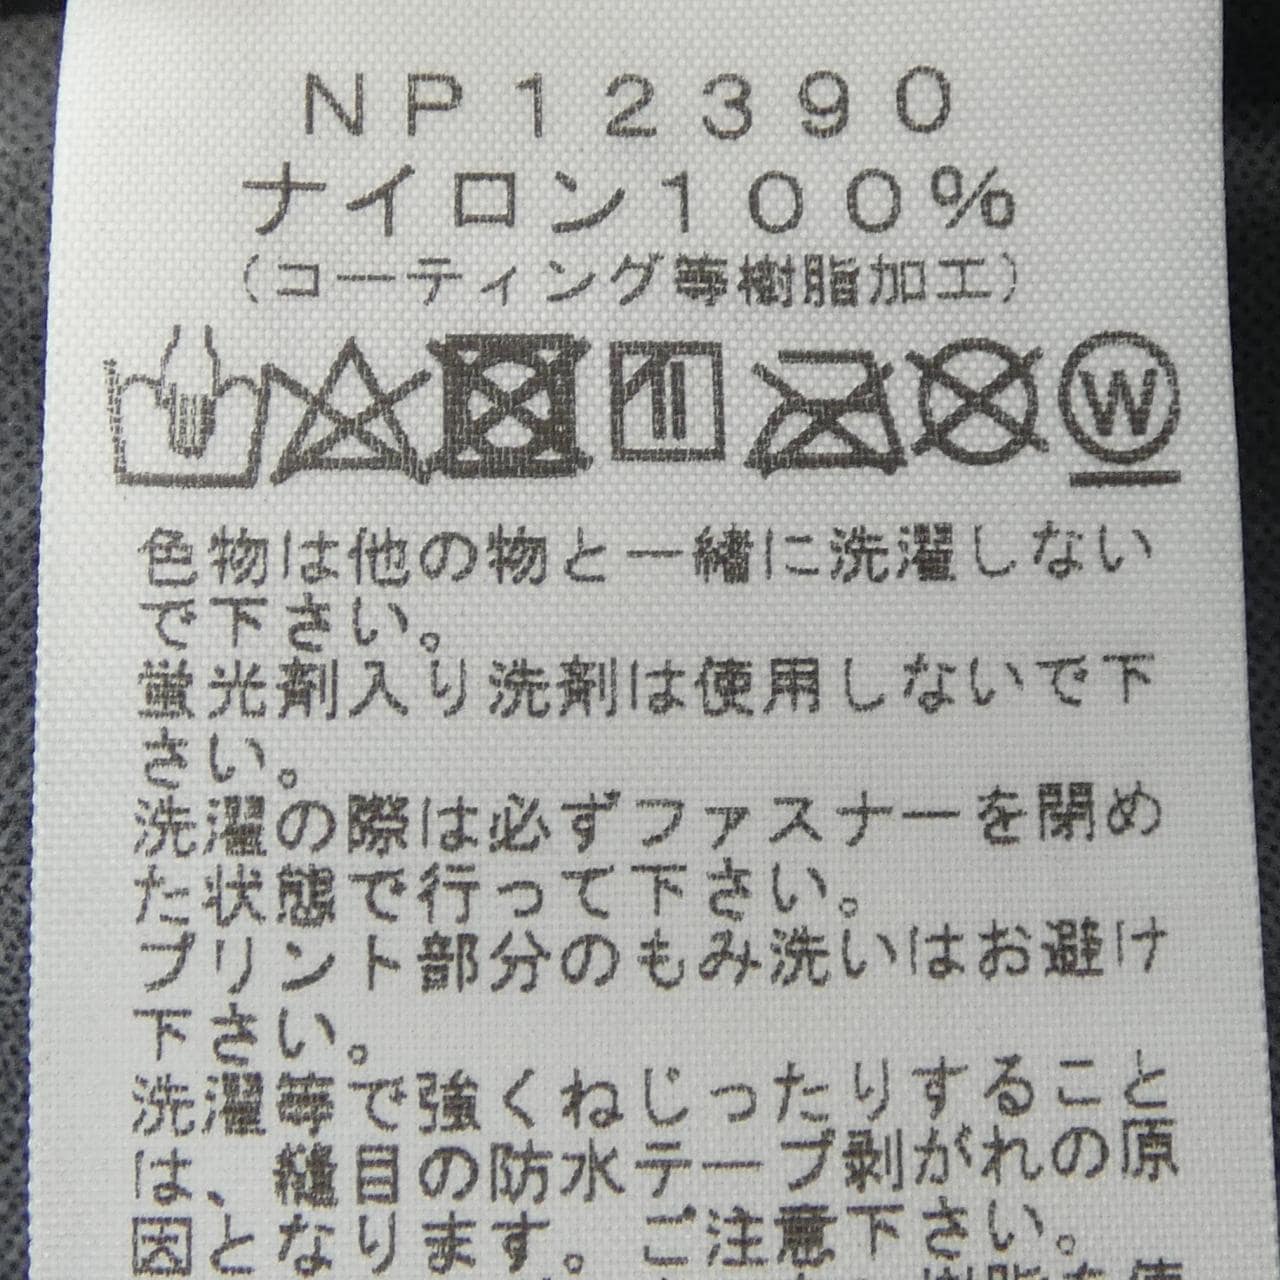 NP12390
ナイロン100%
(コーティング等樹脂加工)
W
色物は他の物と一緒に洗濯しない
で下さい。
蛍光剤入り洗剤は使用しないで下
さい。
洗濯の際は必ずファスナーを閉め
た状態で行って下さい。
プリント部分のもみ洗いはお避け
下さい。
洗濯等で強くねじったりすること
は、縫目の防水テープ剥がれの原
因となります。ご注意下さい。